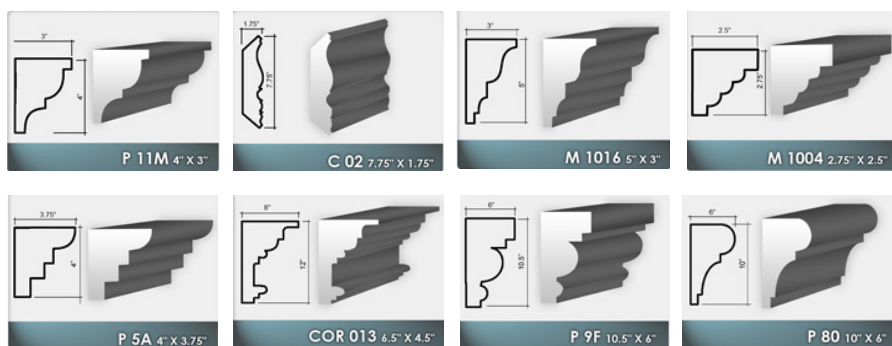 3"
4"
P 11M 4" X 3"
1.75"
7.75"
C 02 7.75" X 1.75"
3"
5"
M 1016 5" X 3"
2.5"
2.75"
M 1004 2.75" X 2.5"
3.75"
4"
P 5A 4" X 3.75"
8"
12"
COR 013 6.5" X 4.5"
6"
10.5"
P 9F 10.5" X 6"
6"
10"
P 80 10" X 6"